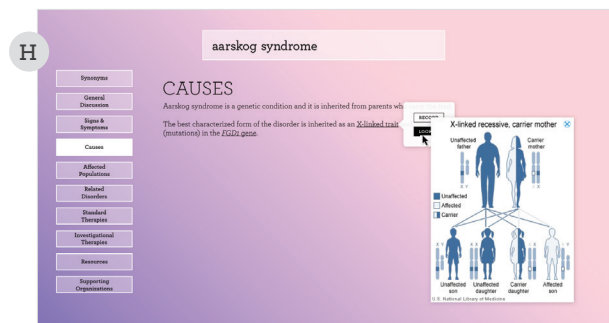 H
aarskog syndrome
Synonyms
General
Discussion
Signs &
Symptoms
Causes
Affected
Populations
Related
Disorders
Standard
Therapies
Investigational
Therapies
Resources
Supporting
Organizations
CAUSES
Aarskog syndrome is a genetic condition and it is inherited from parents
The best characterized form of the disorder is inherited as an X-linked trait
(mutations) in the FGD1 gene.
X-linked recessive, carrier mother
Unaffected
father
Carrier
mother
Unaffected
Affected
Carrier
Unaffected
son
Unaffected
daughter
Carrier
daughter
Affected
son
U.S. National Library of Medicine